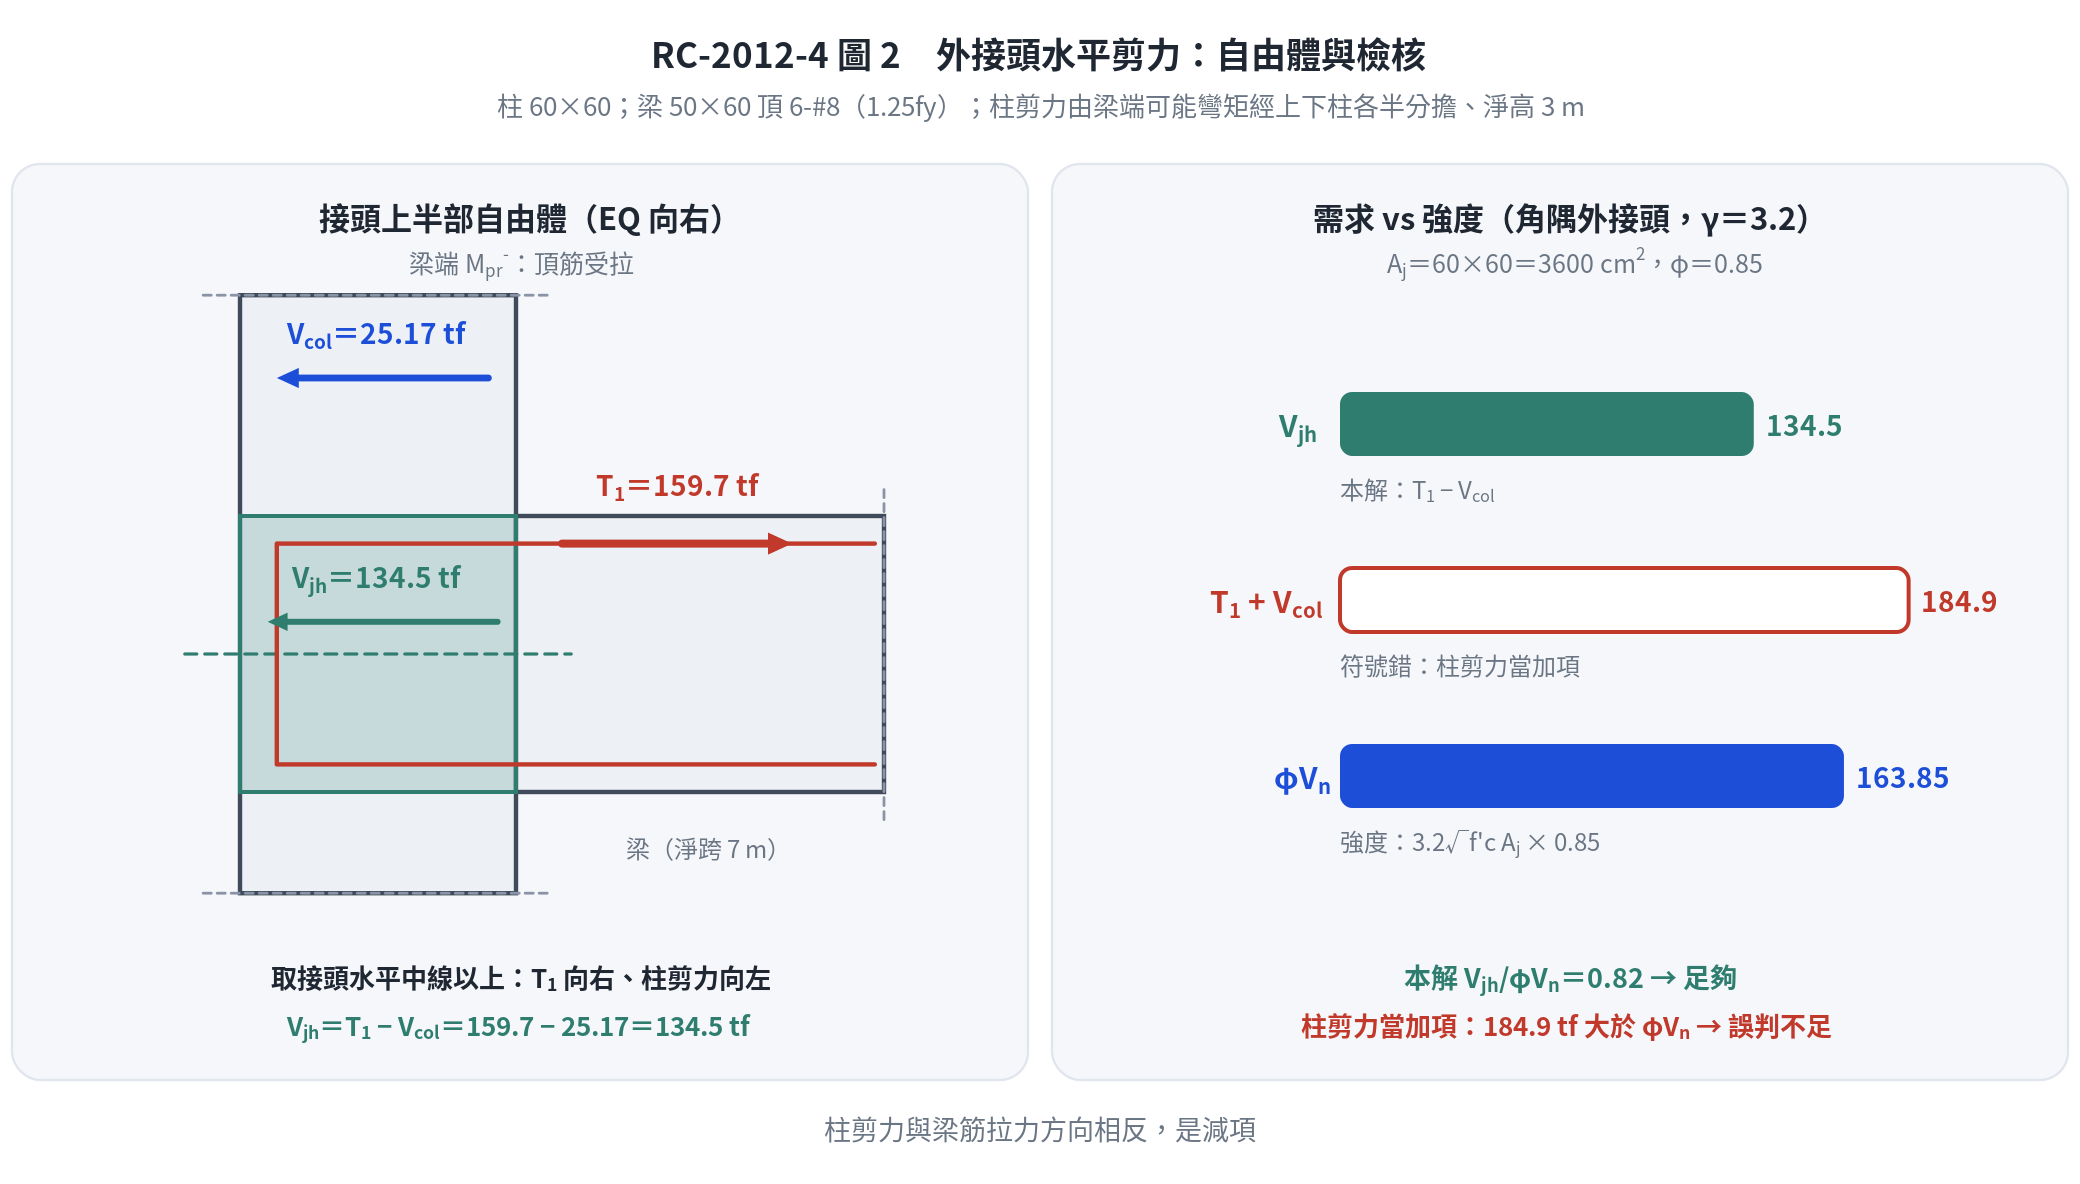 RC-2012-4 圖 2　外接頭水平剪力：自由體與檢核
柱 60×60；梁 50×60 頂 6-#8（1.25fy）；柱剪力由梁端可能彎矩經上下柱各半分擔、淨高 3 m
接頭上半部自由體（EQ 向右）
梁端 Mpr⁻：頂筋受拉
Vcol＝25.17 tf
T₁＝159.7 tf
Vjh＝134.5 tf
梁（淨跨 7 m）
取接頭水平中線以上：T₁ 向右、柱剪力向左
Vjh＝T₁ − Vcol＝159.7 − 25.17＝134.5 tf
需求 vs 強度（角隅外接頭，γ＝3.2）
Aj＝60×60＝3600 cm²，φ＝0.85
Vjh
134.5
本解：T₁ − Vcol
T₁ + Vcol
184.9
符號錯：柱剪力當加項
φVn
163.85
強度：3.2√f'c Aj × 0.85
本解 Vjh/φVn＝0.82 → 足夠
柱剪力當加項：184.9 tf 大於 φVn → 誤判不足
柱剪力與梁筋拉力方向相反，是減項